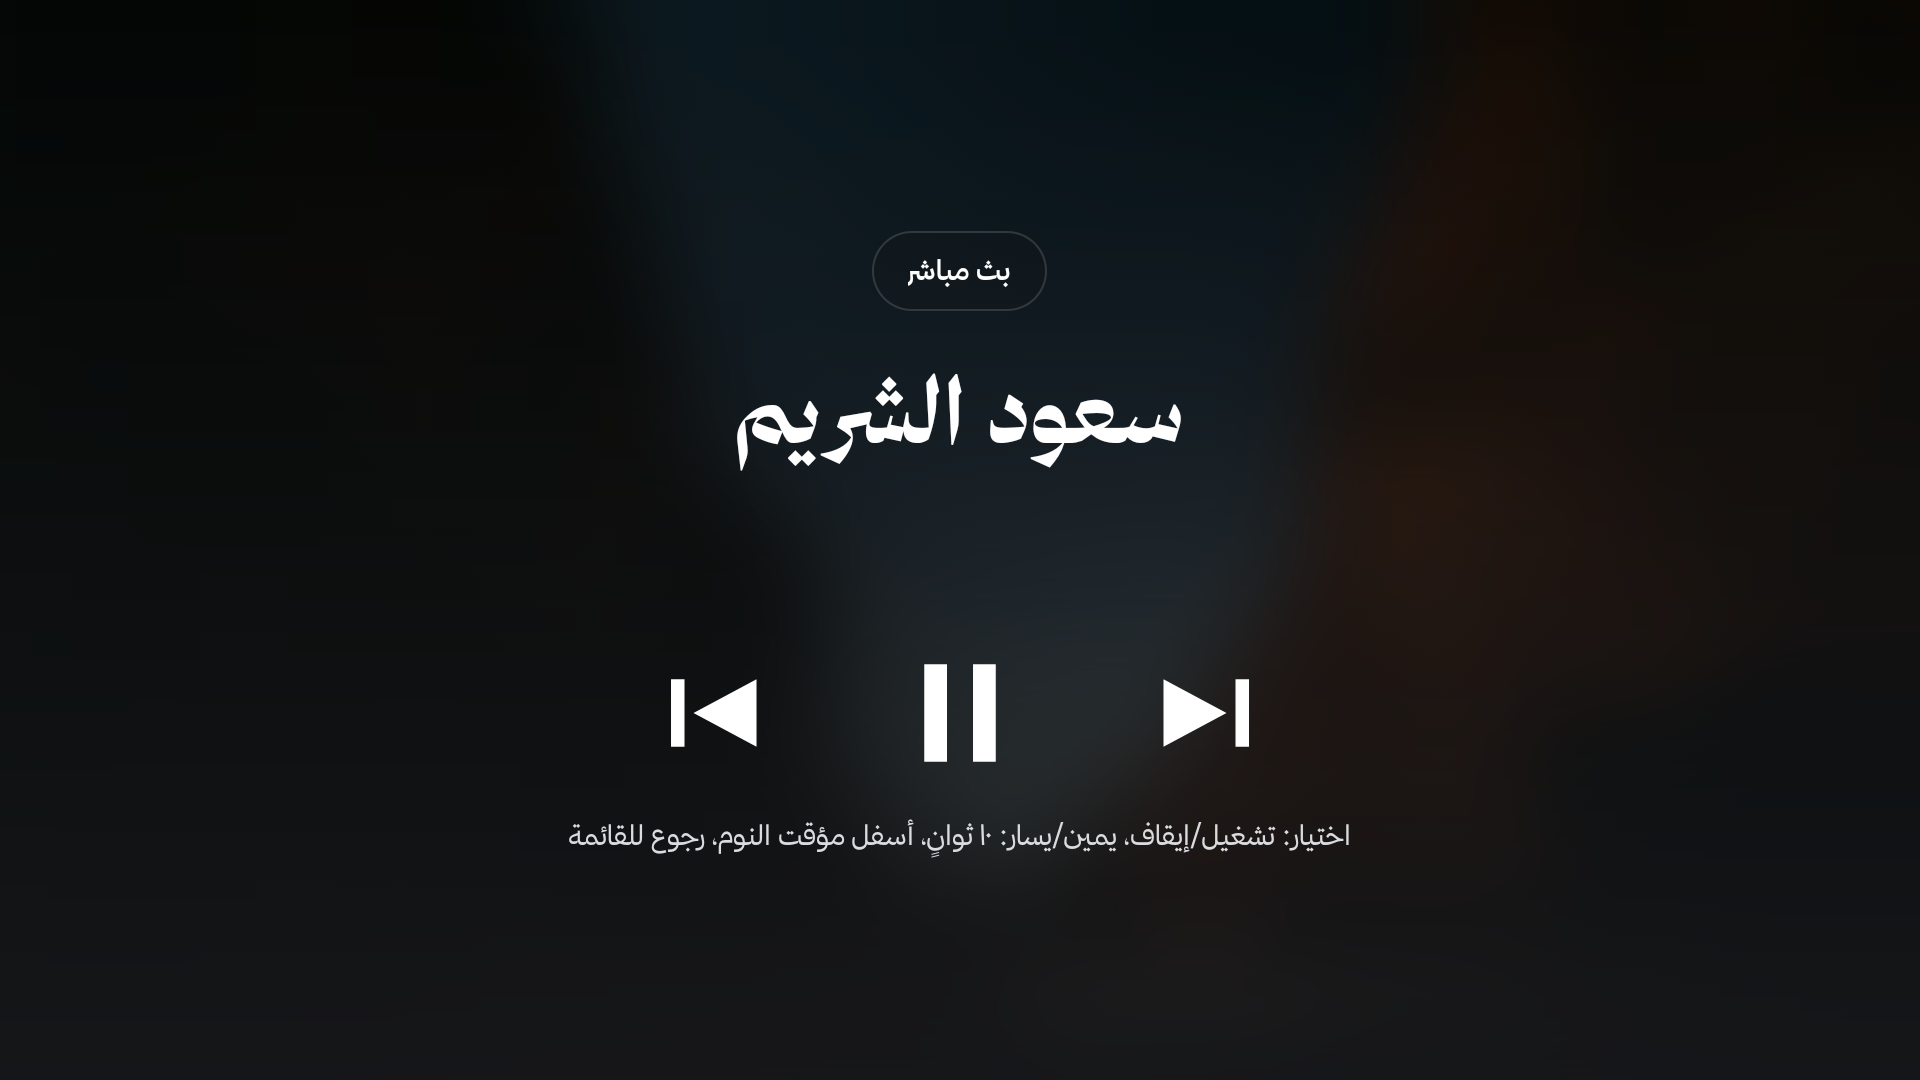 بث مباشر
سعود الشريم
اختيار: تشغيل/إيقاف، يمين/يسار: ١٠ ثوانٍ، أسفل مؤقت النوم، رجوع للقائمة